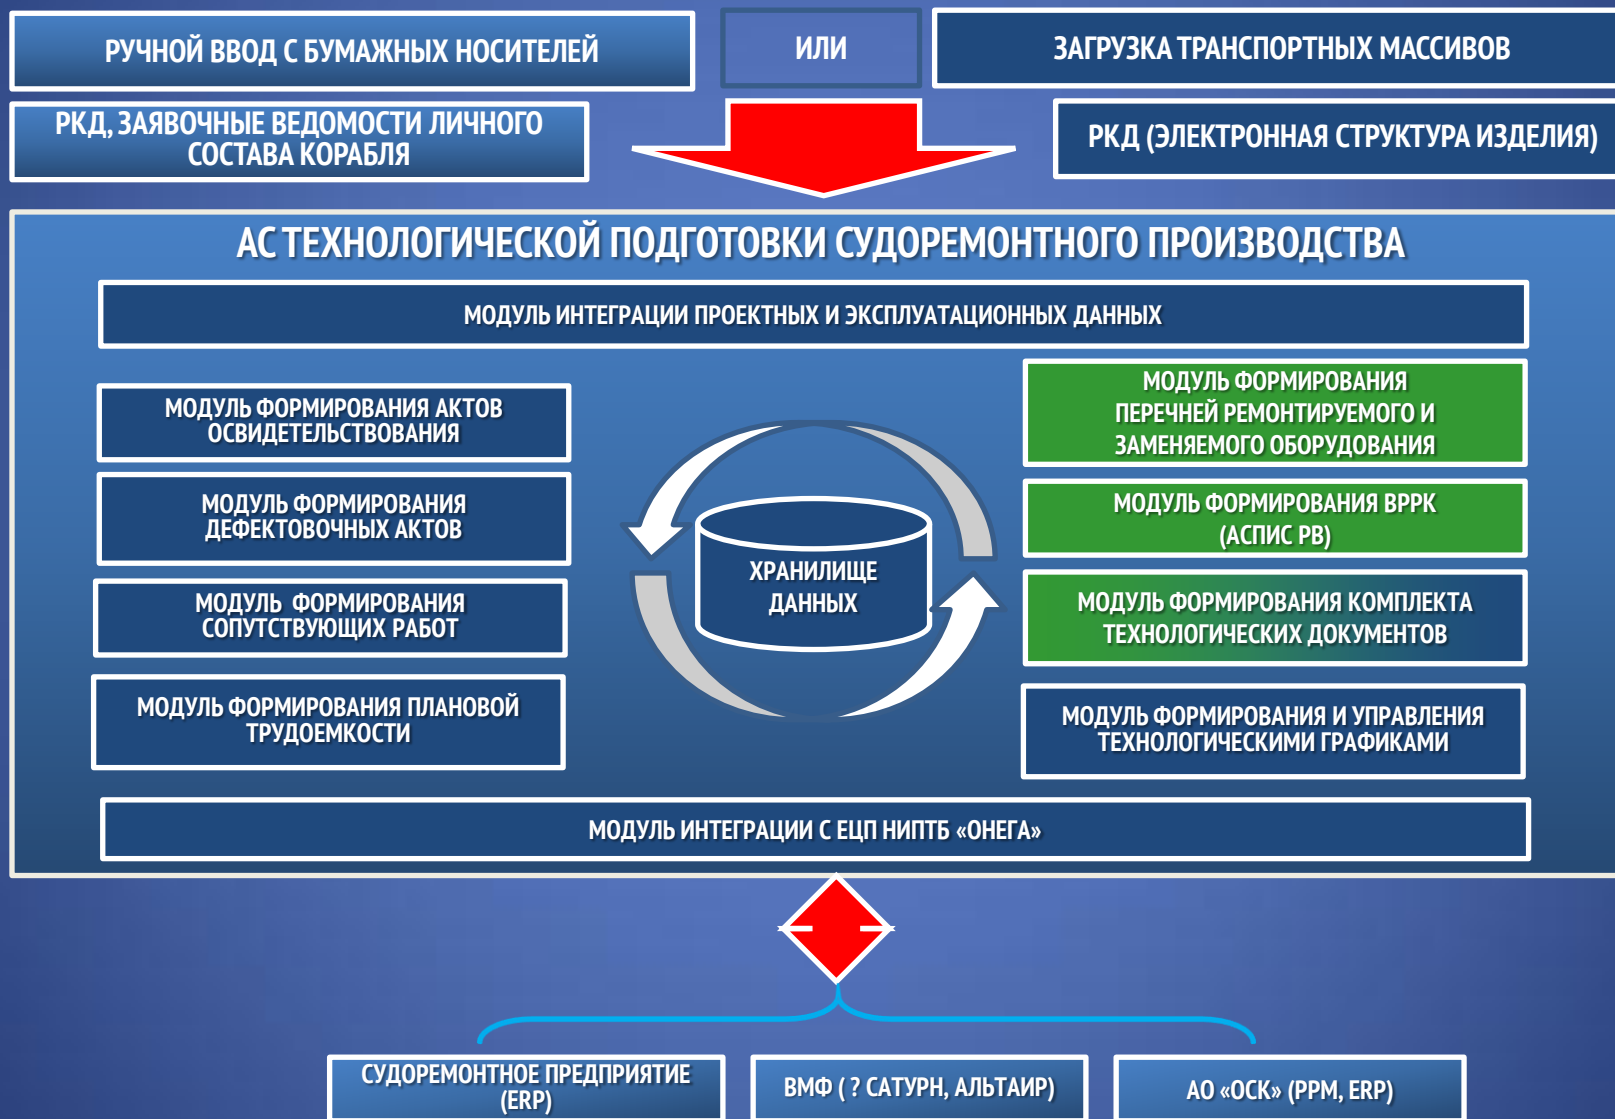 РУЧНОЙ ВВОД С БУМАЖНЫХ НОСИТЕЛЕЙ
ИЛИ
ЗАГРУЗКА ТРАНСПОРТНЫХ МАССИВОВ
РКД, ЗАЯВОЧНЫЕ ВЕДОМОСТИ ЛИЧНОГО
СОСТАВА КОРАБЛЯ
РКД (ЭЛЕКТРОННАЯ СТРУКТУРА ИЗДЕЛИЯ)
АС ТЕХНОЛОГИЧЕСКОЙ ПОДГОТОВКИ СУДОРЕМОНТНОГО ПРОИЗВОДСТВА
МОДУЛЬ ИНТЕГРАЦИИ ПРОЕКТНЫХ И ЭКСПЛУАТАЦИОННЫХ ДАННЫХ
МОДУЛЬ ФОРМИРОВАНИЯ АКТОВ
ОСВИДЕТЕЛЬСТВОВАНИЯ
МОДУЛЬ ФОРМИРОВАНИЯ
ДЕФЕКТОВОЧНЫХ АКТОВ
МОДУЛЬ ФОРМИРОВАНИЯ
СОПУТСТВУЮЩИХ РАБОТ
МОДУЛЬ ФОРМИРОВАНИЯ ПЛАНОВОЙ
ТРУДОЕМКОСТИ
ХРАНИЛИЩЕ
ДАННЫХ
МОДУЛЬ ФОРМИРОВАНИЯ
ПЕРЕЧНЕЙ РЕМОНТИРУЕМОГО И
ЗАМЕНЯЕМОГО ОБОРУДОВАНИЯ
МОДУЛЬ ФОРМИРОВАНИЯ ВРРК
(АСПИС РВ)
МОДУЛЬ ФОРМИРОВАНИЯ КОМПЛЕКТА
ТЕХНОЛОГИЧЕСКИХ ДОКУМЕНТОВ
МОДУЛЬ ФОРМИРОВАНИЯ И УПРАВЛЕНИЯ
ТЕХНОЛОГИЧЕСКИМИ ГРАФИКАМИ
МОДУЛЬ ИНТЕГРАЦИИ С ЕЦП НИПТБ «ОНЕГА»
СУДОРЕМОНТНОЕ ПРЕДПРИЯТИЕ
(ERP)
ВМФ ( ? САТУРН, АЛЬТАИР)
АО «ОСК» (PPM, ERP)